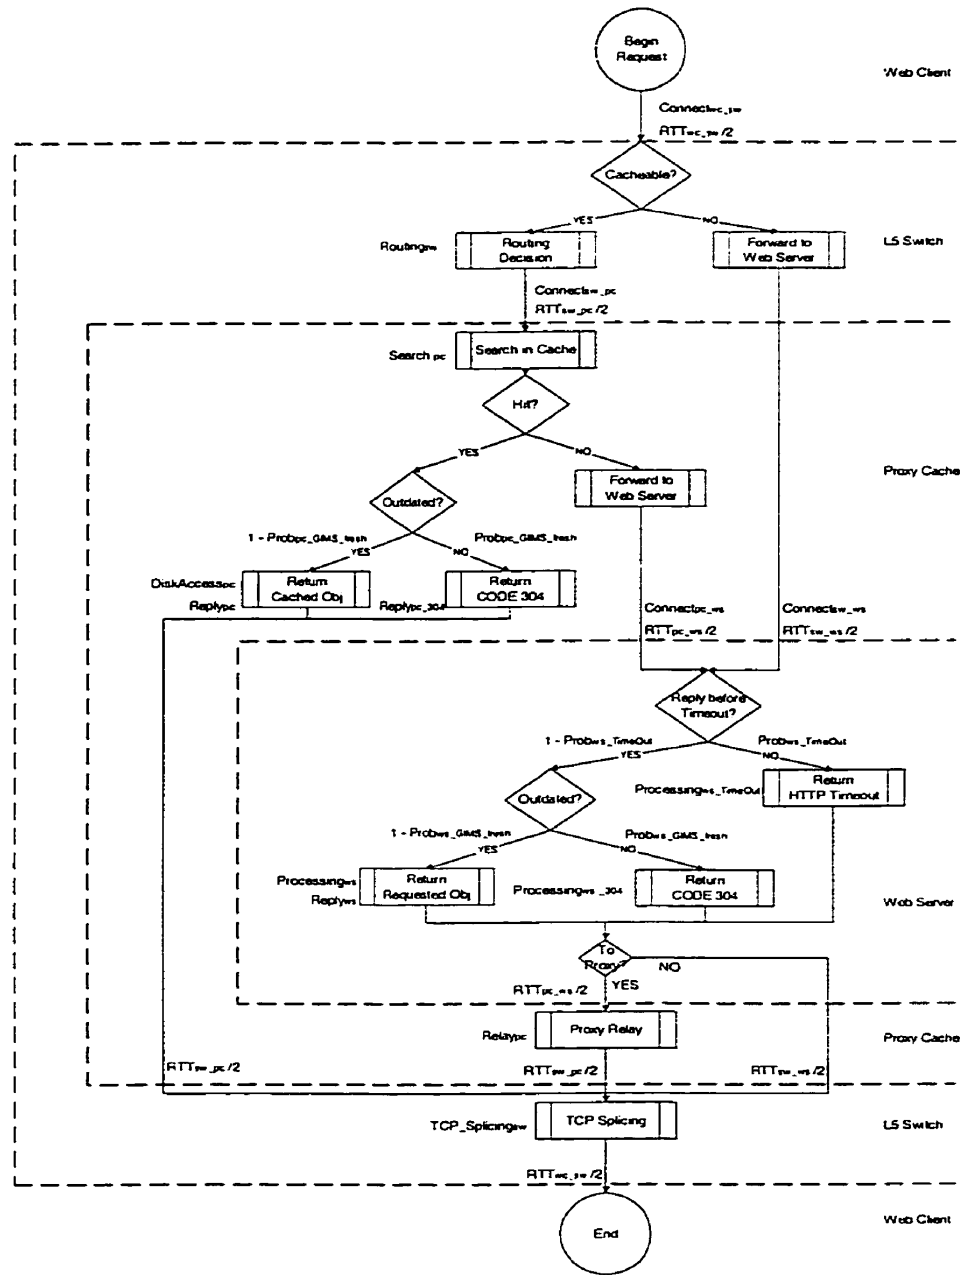 Begin
Request
Web Client
Connectwc_sw
RTTwc_sw/2
Cacheable?
YES
NO
Routingsw
Routing
Decision
Forward to
Web Server
L5 Switch
Connectsw_pc
RTTsw_pc/2
Search pc
Search in Cache
Hit?
YES
NO
Proxy Cache
Outdated?
Forward to
Web Server
1 - Probpc_GIMS_fresh
Probpc_GIMS_fresh
YES
NO
DiskAccesspc
Return
Cached Obj
Return
CODE 304
Replypc
Replypc_304
Connectpc_ws
Connectsw_ws
RTTpc_ws/2
RTTsw_ws/2
Reply before
Timeout?
1 - Probws_TimeOut
Probws_TimeOut
YES
NO
Return
HTTP Timeout
Processingws_TimeOut
Outdated?
1 - Probws_GIMS_fresh
Probws_GIMS_fresh
YES
NO
Processingws
Replyws
Return
Requested Obj
Processingws_304
Return
CODE 304
Web Server
To
Proxy?
NO
YES
RTTpc_ws/2
Relaypc
Proxy Relay
Proxy Cache
RTTsw_pc/2
RTTsw_pc/2
RTTsw_ws/2
TCP_Splicingsw
TCP Splicing
L5 Switch
RTTwc_sw/2
End
Web Client